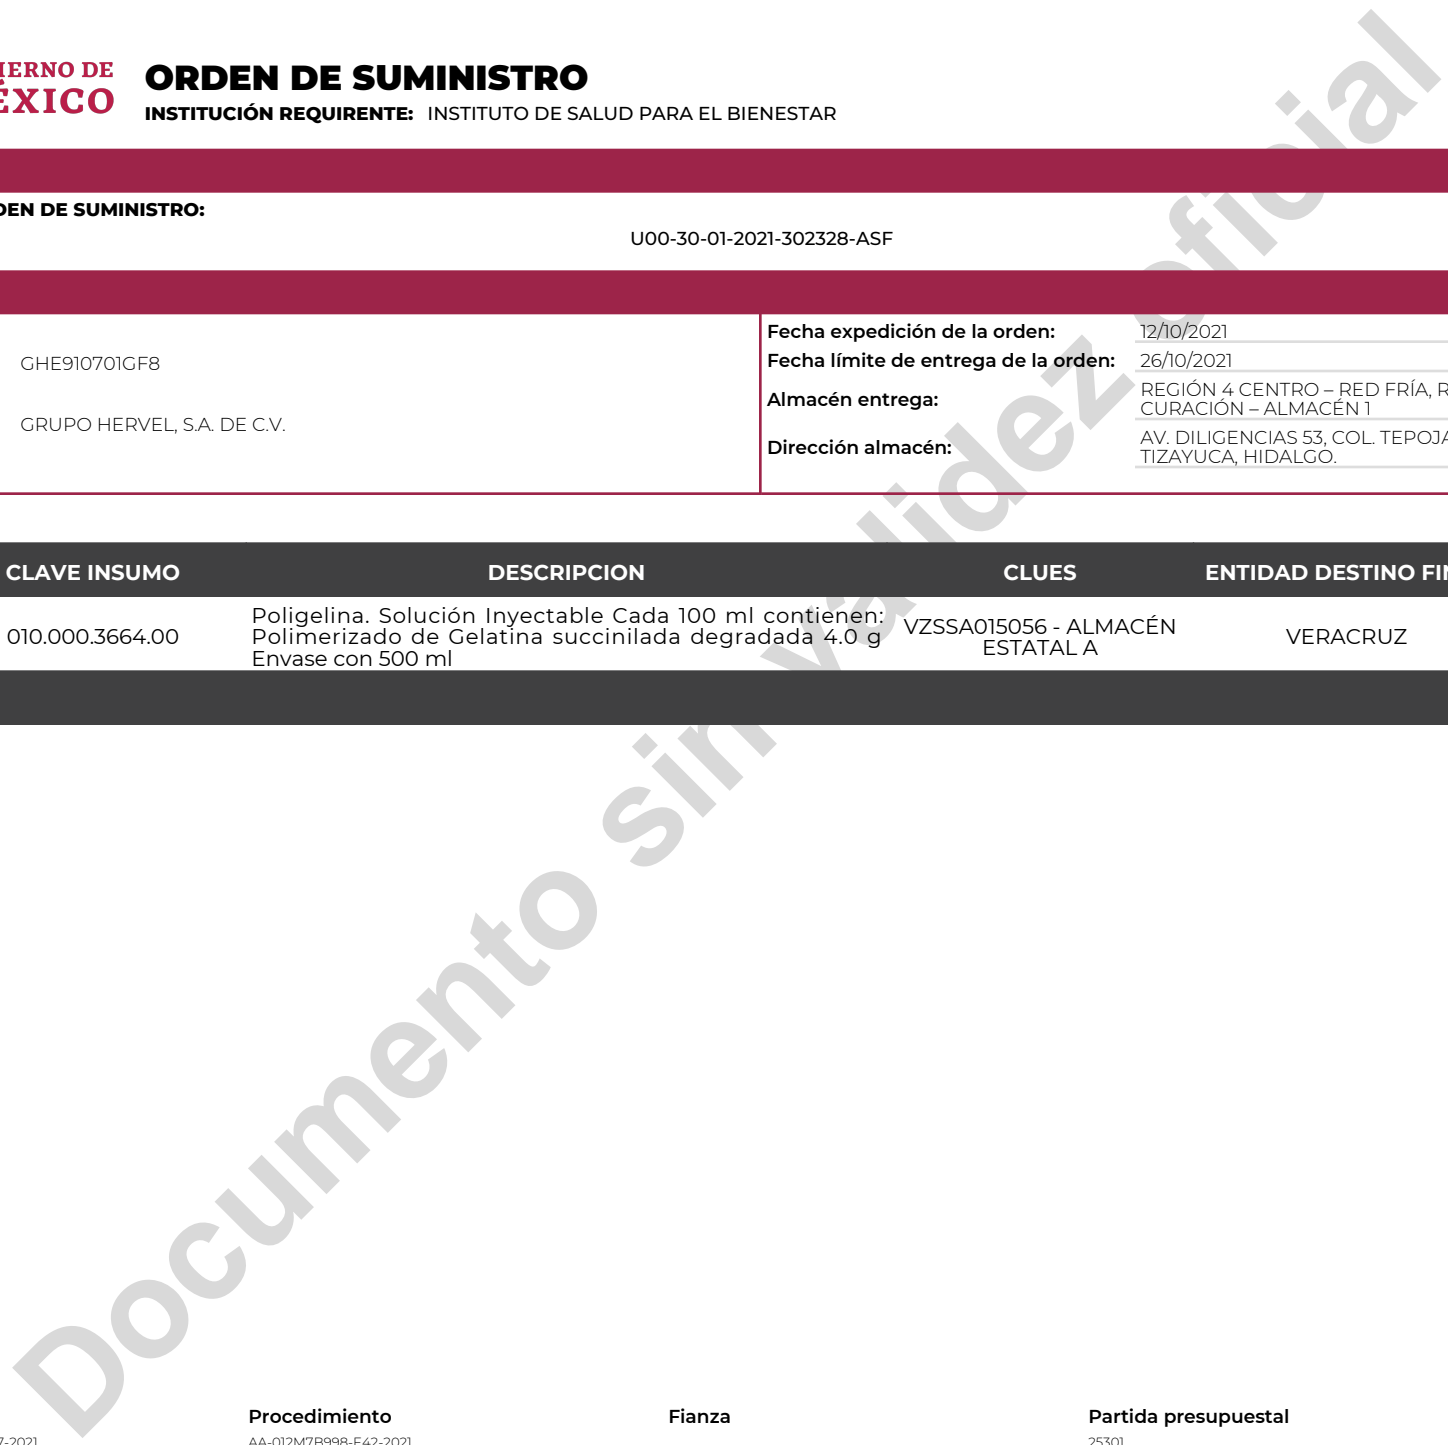 ORDEN DE SUMINISTRO
INSTITUCIÓN REQUIRENTE: INSTITUTO DE SALUD PARA EL BIENESTAR
DE
XICO
DE SUMINISTRO:
U00-30-01-2021-302328-ASF
GHE910701GF8
GRUPO HERVEL, S.A. DE C.V.
Fecha expedición de la orden: 12/10/2021
Fecha límite de entrega de la orden: 26/10/2021
Almacén entrega: REGIÓN 4 CENTRO – RED FRÍA,
CURACIÓN – ALMACÉN 1
Dirección almacén: AV. DILIGENCIAS 53, COL.
TIZAYUCA, HIDALGO.
CLAVE INSUMO DESCRIPCION CLUES ENTIDAD DESTINO
010.000.3664.00
Poligelina. Solución Inyectable Cada 100 ml contienen:
Polimerizado de Gelatina succinilada degradada 4.0 g
Envase con 500 ml
VZSSA015056 - ALMACÉN
ESTATAL A
VERACRUZ
Documento sin validez oficial
Procedimiento Fianza Partida presupuestal
AA-012M7B998-E42-2021 25301